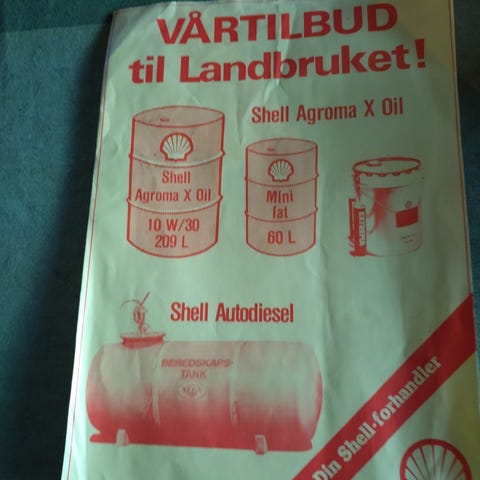 VÅRTILBUD
til Landbruket!
Shell Agroma X Oil
Shell
Agroma X Oil
10 W/30
209 L
Mini
fat
60 L
Shell Autodiesel
BEREDSKAPS-
TANK
Din Shell-forhandler